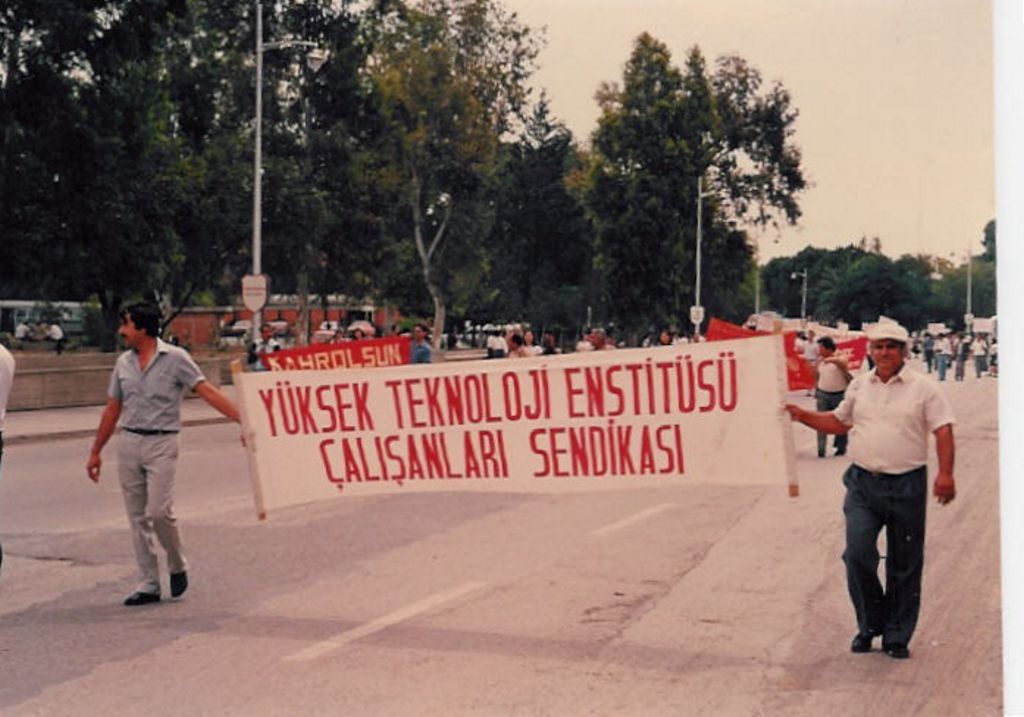 KAHROLSUN
YÜKSEK TEKNOLOJİ ENSTİTÜSÜ
ÇALIŞANLARI SENDİKASI